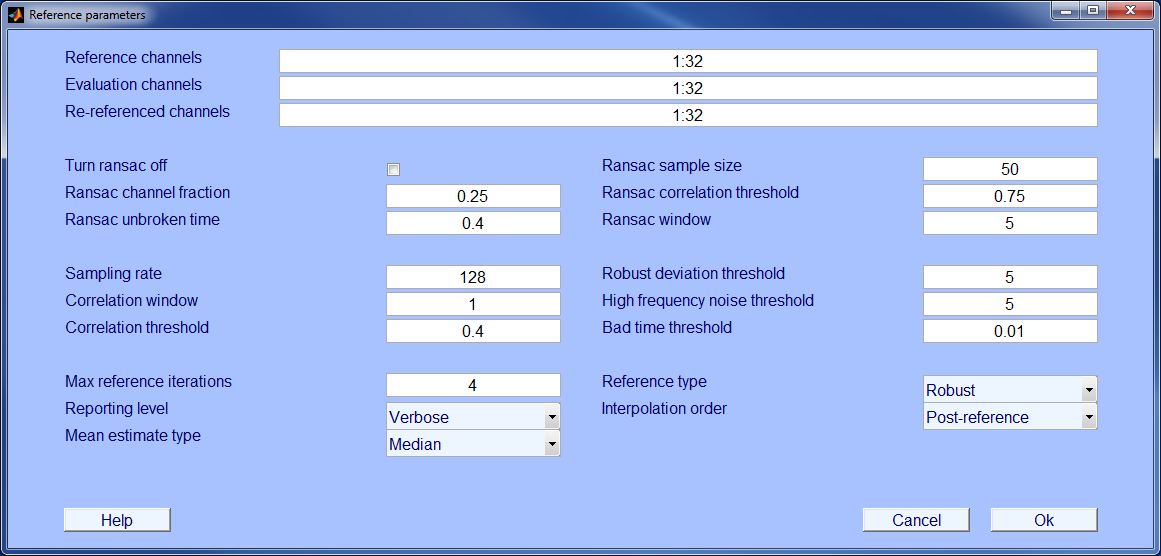 Reference parameters
Reference channels 1:32
Evaluation channels 1:32
Re-referenced channels 1:32
Turn ransac off Ransac sample size 50
Ransac channel fraction 0.25 Ransac correlation threshold 0.75
Ransac unbroken time 0.4 Ransac window 5
Sampling rate 128 Robust deviation threshold 5
Correlation window 1 High frequency noise threshold 5
Correlation threshold 0.4 Bad time threshold 0.01
Max reference iterations 4 Reference type Robust
Reporting level Verbose Interpolation order Post-reference
Mean estimate type Median
Help Cancel Ok